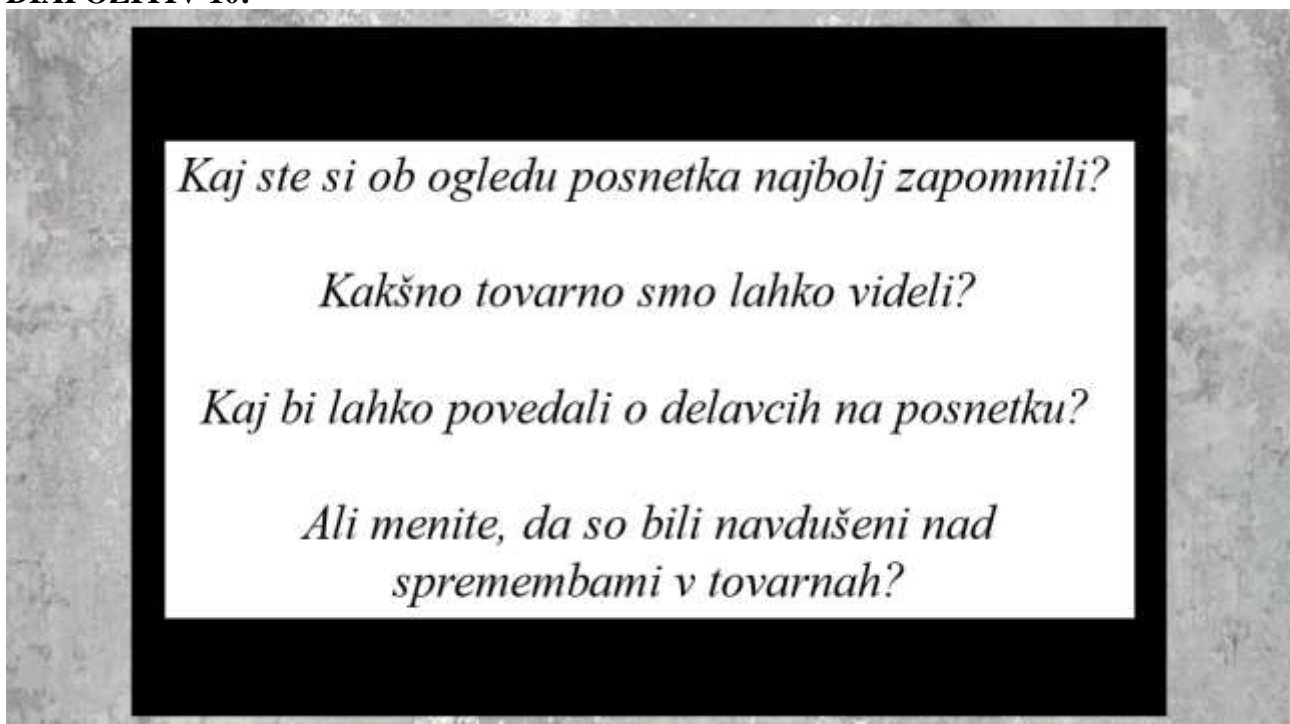 DIAPOZITIV 10:
Kaj ste si ob ogledu posnetka najbolj zapomnili?
Kakšno tovarno smo lahko videli?
Kaj bi lahko povedali o delavcih na posnetku?
Ali menite, da so bili navdušeni nad
spremembami v tovarnah?